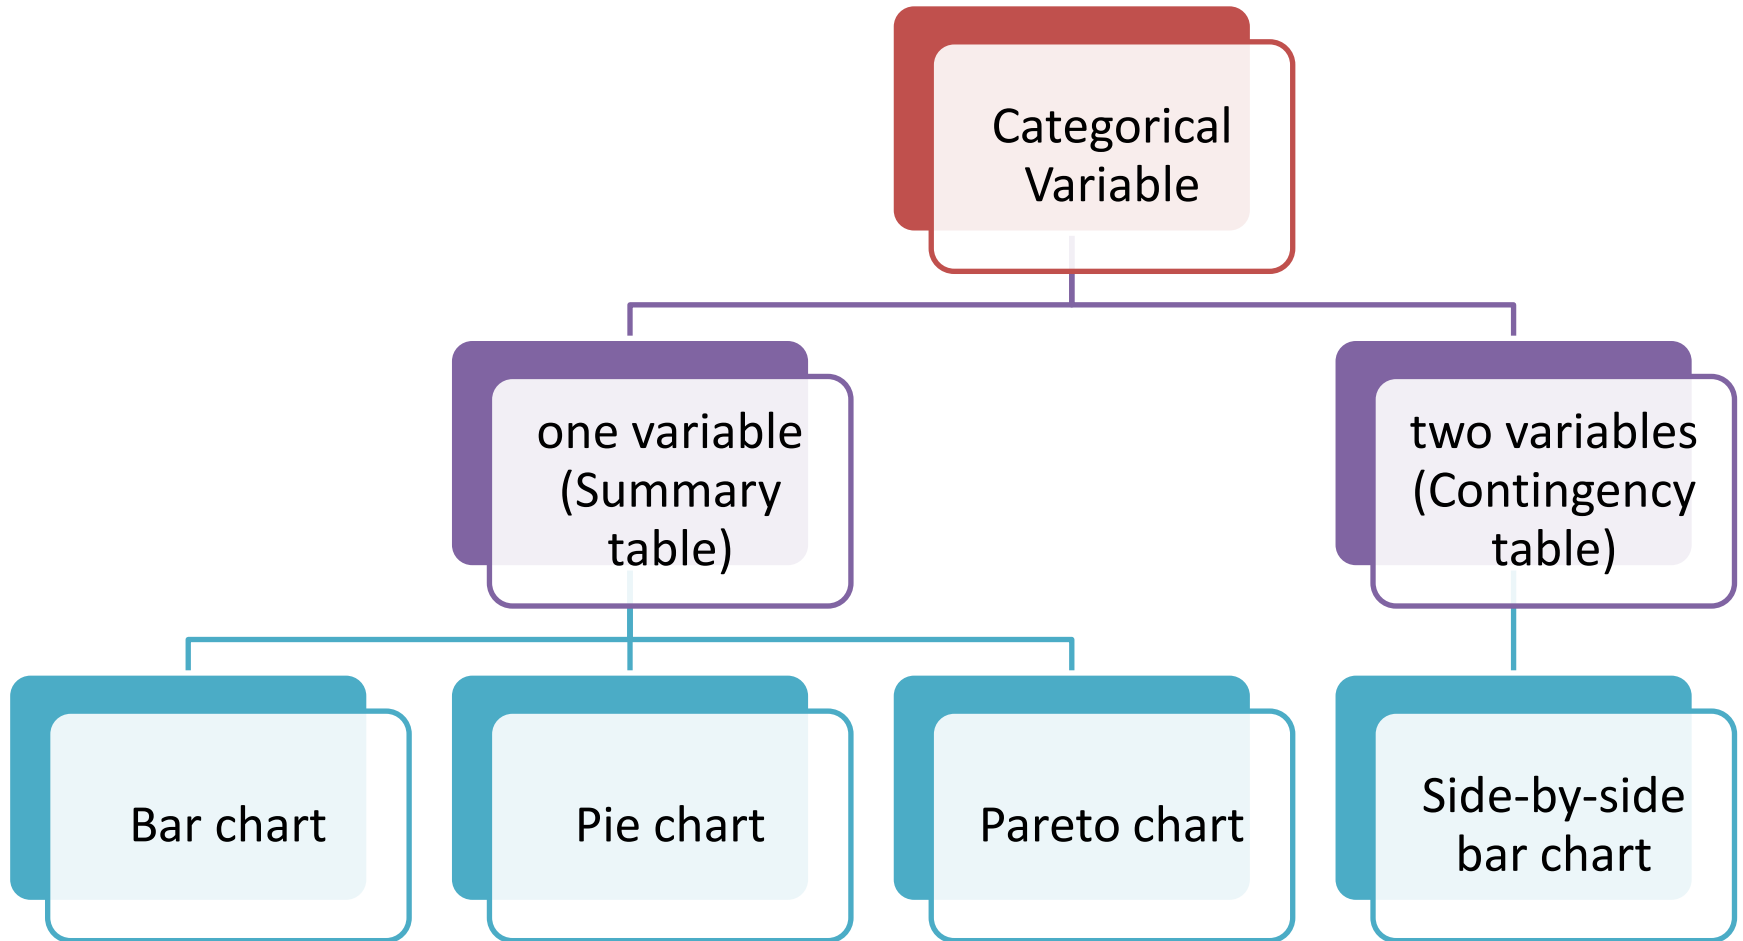 Categorical
Variable
one variable
(Summary
table)
two variables
(Contingency
table)
Bar chart
Pie chart
Pareto chart
Side-by-side
bar chart